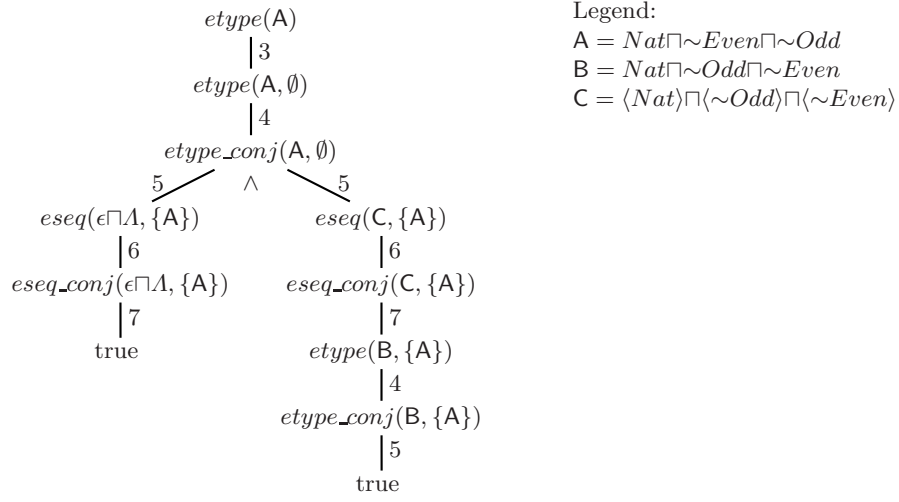 etype(A)
3
etype(A, ∅)
4
etype_conj(A, ∅)
5 ∧ 5
eseq(ϵ⊓Λ, {A}) eseq(C, {A})
6 6
eseq_conj(ϵ⊓Λ, {A}) eseq_conj(C, {A})
7 7
true etype(B, {A})
4
etype_conj(B, {A})
5
true
Legend:
A = Nat⊓∼Even⊓∼Odd
B = Nat⊓∼Odd⊓∼Even
C = ⟨Nat⟩⊓⟨∼Odd⟩⊓⟨∼Even⟩